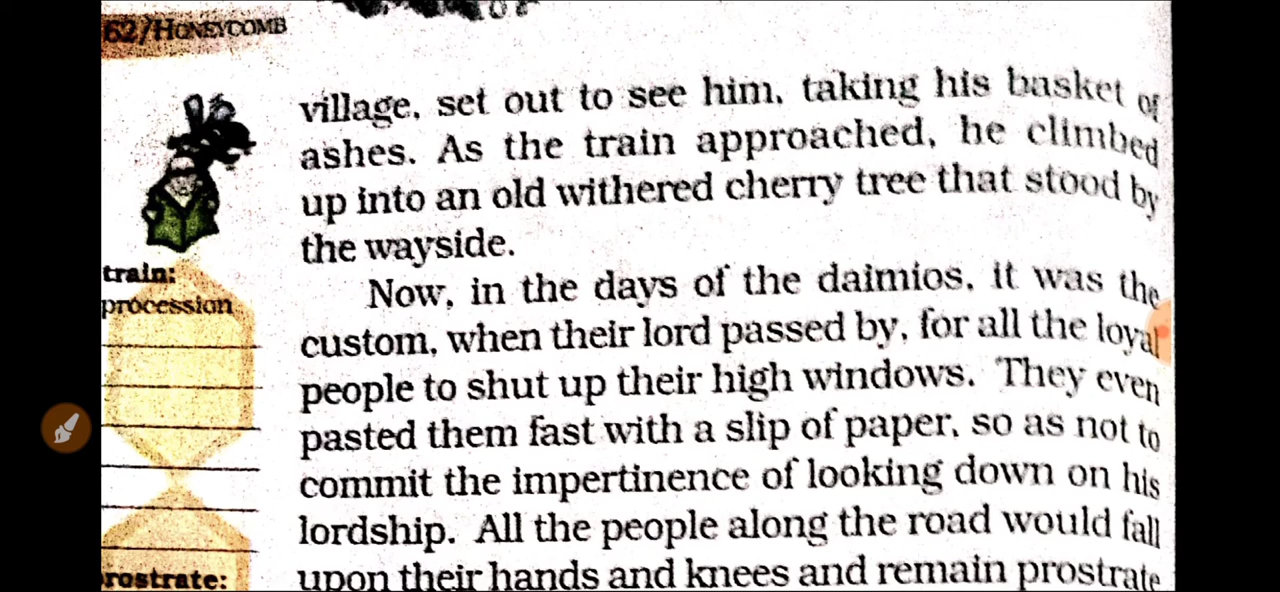 62/HONEYCOMB
village, set out to see him, taking his basket of
ashes. As the train approached, he climbed
up into an old withered cherry tree that stood by
the wayside.
train:
procession
Now, in the days of the daimios, it was the
custom, when their lord passed by, for all the loyal
people to shut up their high windows. They even
pasted them fast with a slip of paper, so as not to
commit the impertinence of looking down on his
lordship. All the people along the road would fall
rostrate:
upon their hands and knees and remain prostrate